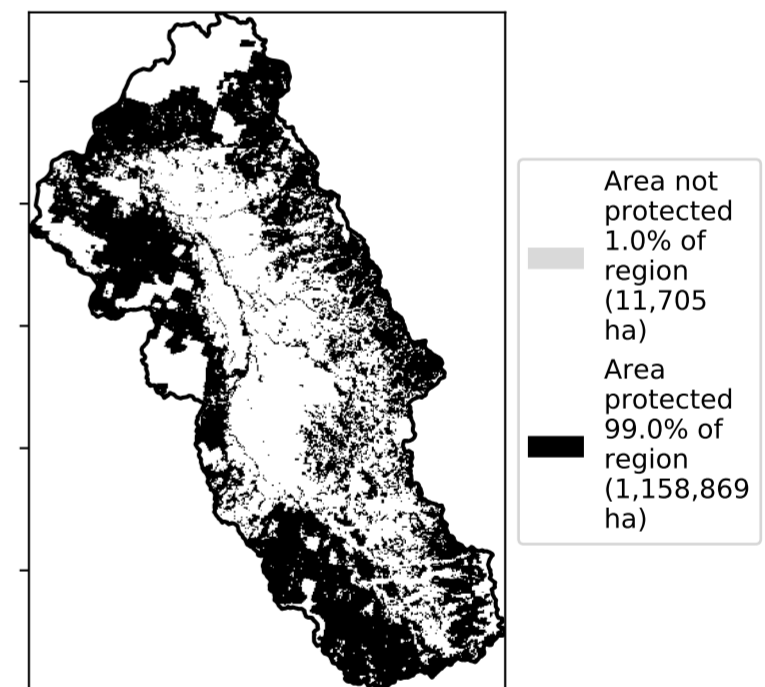 Area not
protected
1.0% of
region
(11,705
ha)
Area
protected
99.0% of
region
(1,158,869
ha)